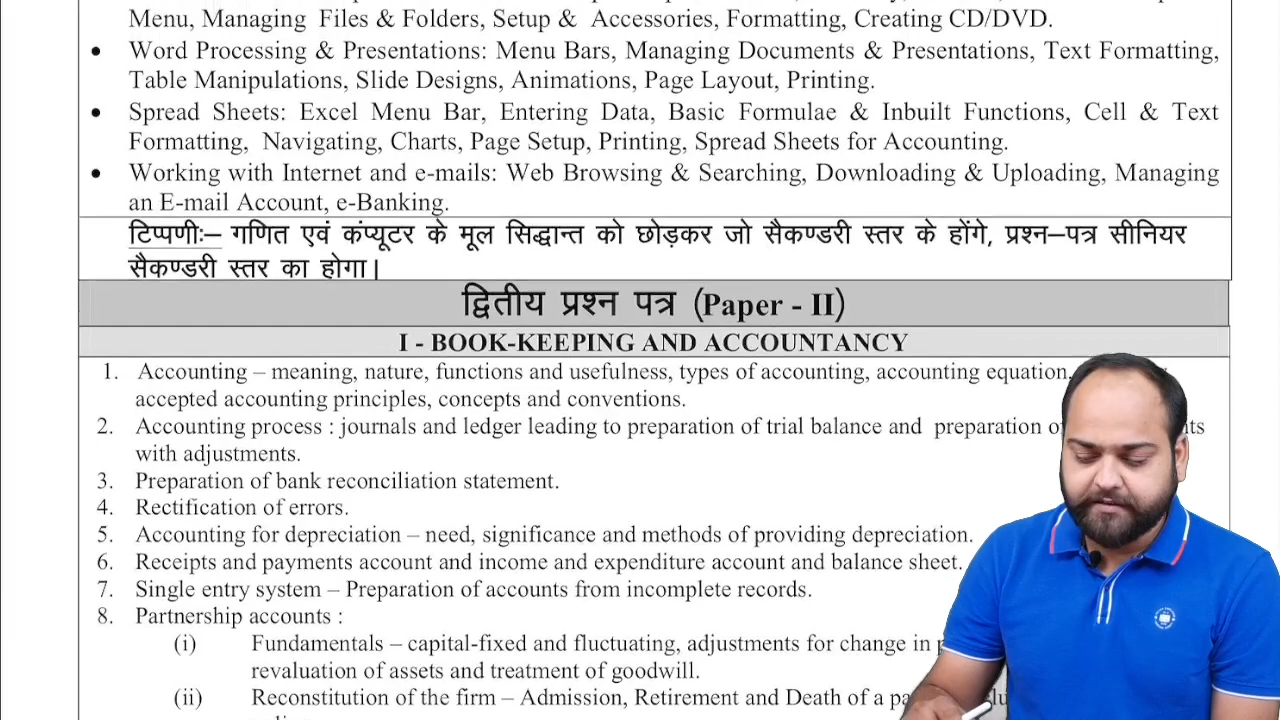 Menu, Managing Files & Folders, Setup & Accessories, Formatting, Creating CD/DVD.
• Word Processing & Presentations: Menu Bars, Managing Documents & Presentations, Text Formatting,
Table Manipulations, Slide Designs, Animations, Page Layout, Printing.
• Spread Sheets: Excel Menu Bar, Entering Data, Basic Formulae & Inbuilt Functions, Cell & Text
Formatting, Navigating, Charts, Page Setup, Printing, Spread Sheets for Accounting.
• Working with Internet and e-mails: Web Browsing & Searching, Downloading & Uploading, Managing
an E-mail Account, e-Banking.
टिप्पणीः– गणित एवं कंप्यूटर के मूल सिद्धान्त को छोड़कर जो सैकण्डरी स्तर के होंगे, प्रश्न–पत्र सीनियर
सैकण्डरी स्तर का होगा।
द्वितीय प्रश्न पत्र (Paper - II)
I - BOOK-KEEPING AND ACCOUNTANCY
1. Accounting – meaning, nature, functions and usefulness, types of accounting, accounting equation.
accepted accounting principles, concepts and conventions.
2. Accounting process : journals and ledger leading to preparation of trial balance and preparation
with adjustments.
3. Preparation of bank reconciliation statement.
4. Rectification of errors.
5. Accounting for depreciation – need, significance and methods of providing depreciation.
6. Receipts and payments account and income and expenditure account and balance sheet.
7. Single entry system – Preparation of accounts from incomplete records.
8. Partnership accounts :
(i) Fundamentals – capital-fixed and fluctuating, adjustments for change in
revaluation of assets and treatment of goodwill.
(ii) Reconstitution of the firm – Admission, Retirement and Death of a